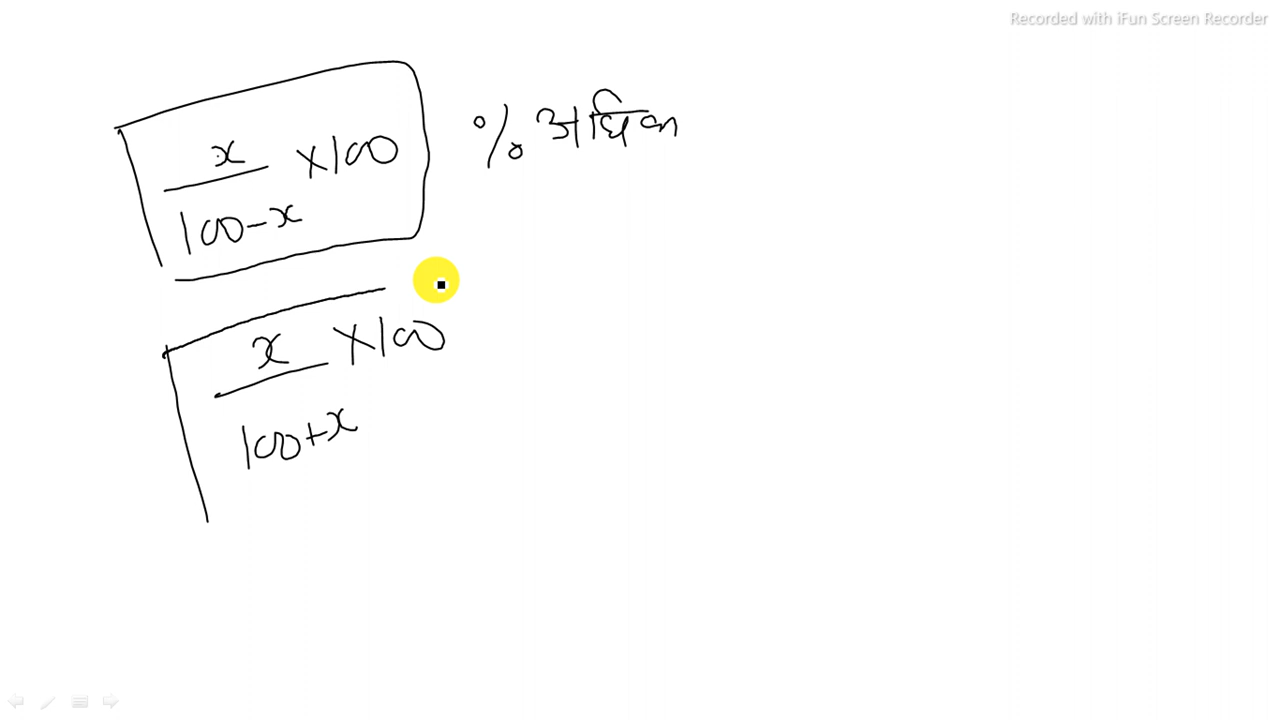 Recorded with iFun Screen Recorder
x/(100-x) ×100 % अधिक
x/(100+x) ×100